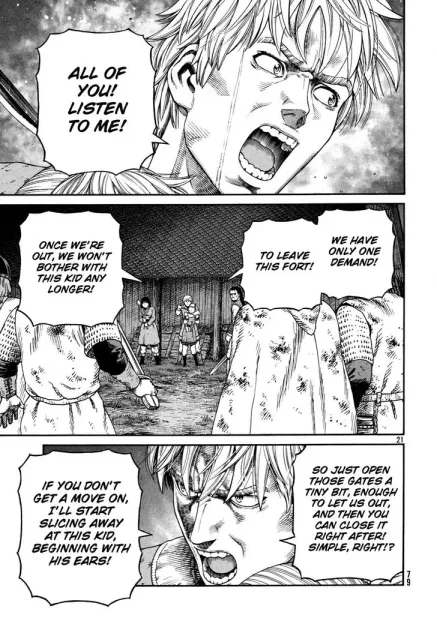 ALL OF
YOU!
LISTEN
TO ME!
WE HAVE
ONLY ONE
DEMAND!
TO LEAVE
THIS FORT!
ONCE WE'RE
OUT, WE WON'T
BOTHER WITH
THIS KID ANY
LONGER!
21
SO JUST OPEN
THOSE GATES A
TINY BIT, ENOUGH
TO LET US OUT,
AND THEN YOU
CAN CLOSE IT
RIGHT AFTER!
SIMPLE, RIGHT!?
IF YOU DON'T
GET A MOVE ON,
I'LL START
SLICING AWAY
AT THIS KID,
BEGINNING WITH
HIS EARS!
79